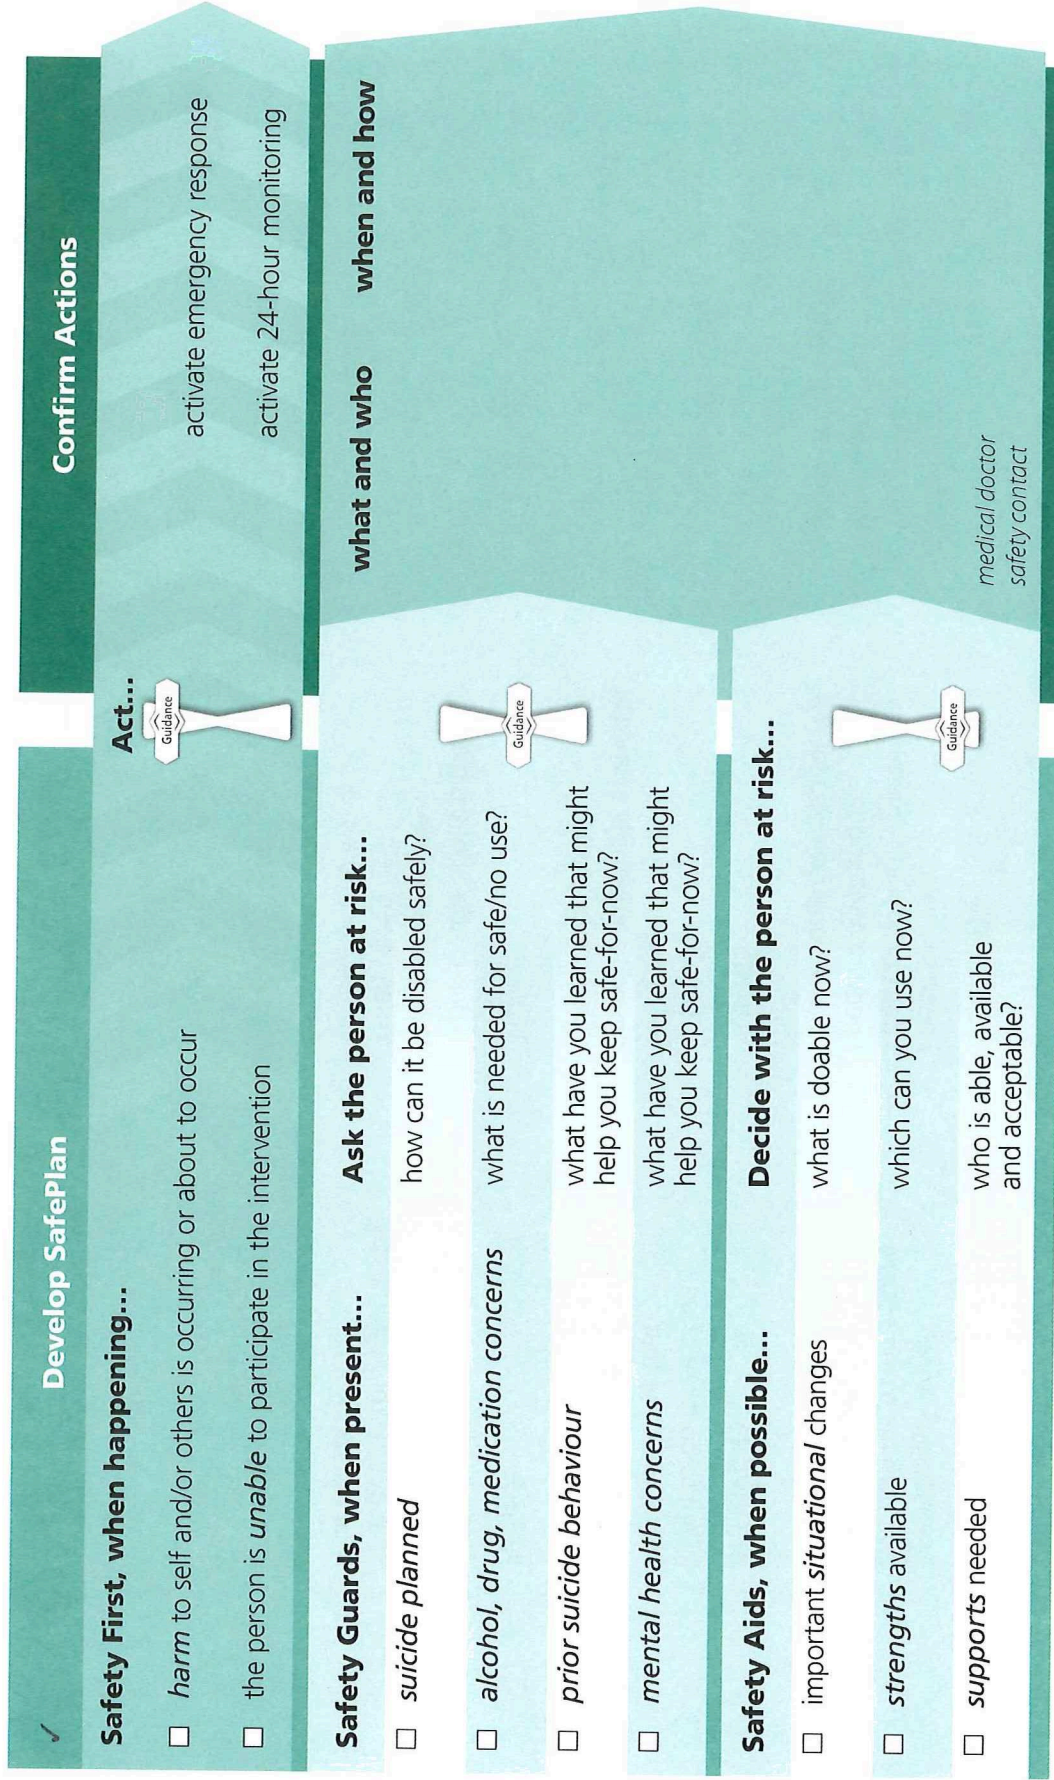 ✓
Develop SafePlan
Confirm Actions
Safety First, when happening...
Act...
☐ harm to self and/or others is occurring or about to occur
activate emergency response
☐ the person is unable to participate in the intervention
activate 24-hour monitoring
Guidance
Safety Guards, when present...
Ask the person at risk...
what and who
when and how
☐ suicide planned
how can it be disabled safely?
☐ alcohol, drug, medication concerns
what is needed for safe/no use?
☐ prior suicide behaviour
what have you learned that might
help you keep safe-for-now?
☐ mental health concerns
what have you learned that might
help you keep safe-for-now?
Guidance
Safety Aids, when possible...
Decide with the person at risk...
☐ important situational changes
what is doable now?
☐ strengths available
which can you use now?
☐ supports needed
who is able, available
and acceptable?
Guidance
medical doctor
safety contact